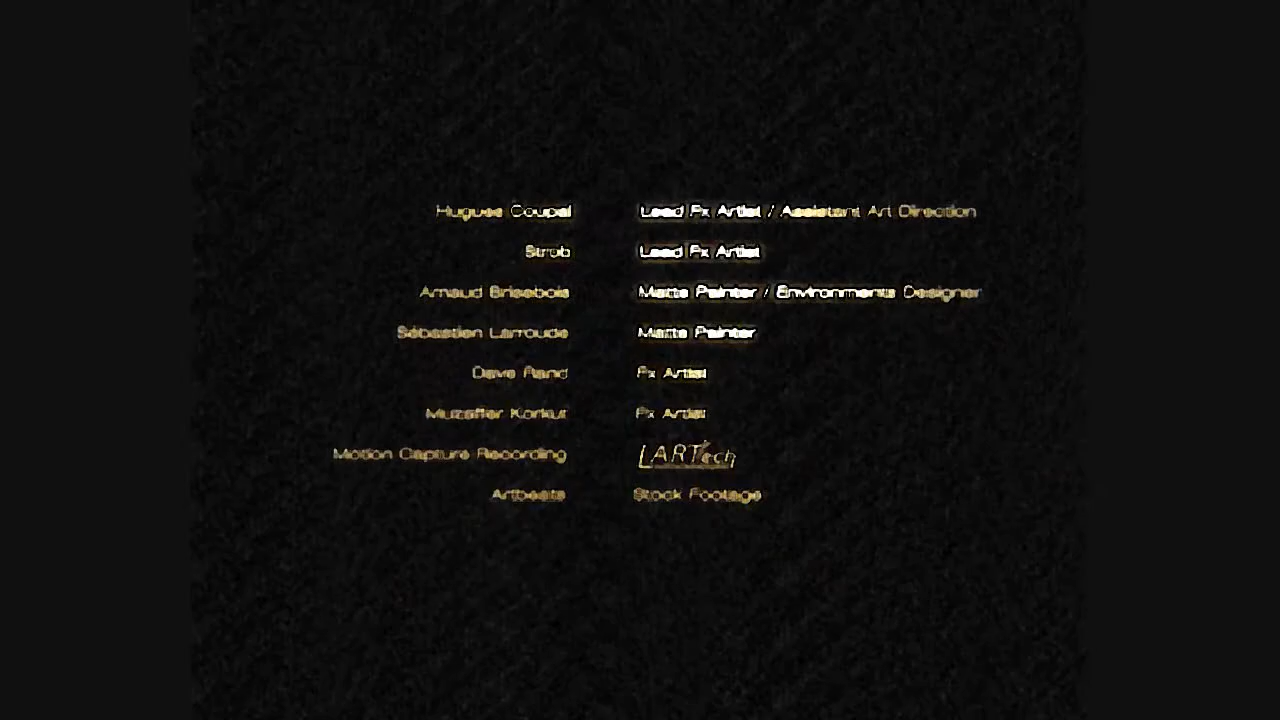 Hugues Coupal Lead Fx Artist / Assistant Art Direction
Strob Lead Fx Artist
Arnaud Brisebois Matte Painter / Environments Designer
Sébastien Larroude Matte Painter
Dave Rand Fx Artist
Muzaffer Korkut Fx Artist
Motion Capture Recording LARTech
Artbeats Stock Footage